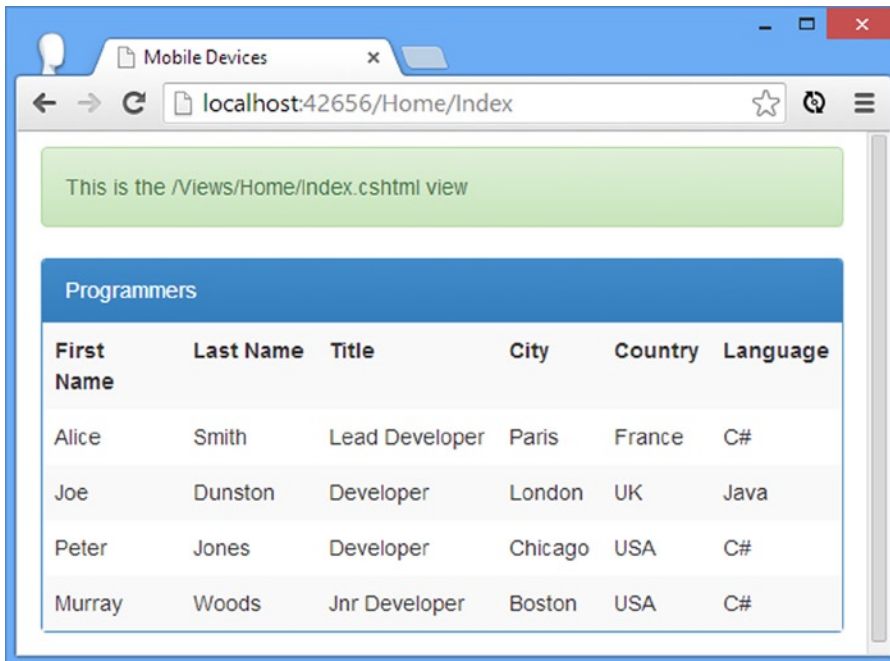 Mobile Devices
localhost:42656/Home/Index
This is the /Views/Home/Index.cshtml view
Programmers
First Name Last Name Title City Country Language
Alice Smith Lead Developer Paris France C#
Joe Dunston Developer London UK Java
Peter Jones Developer Chicago USA C#
Murray Woods Jnr Developer Boston USA C#